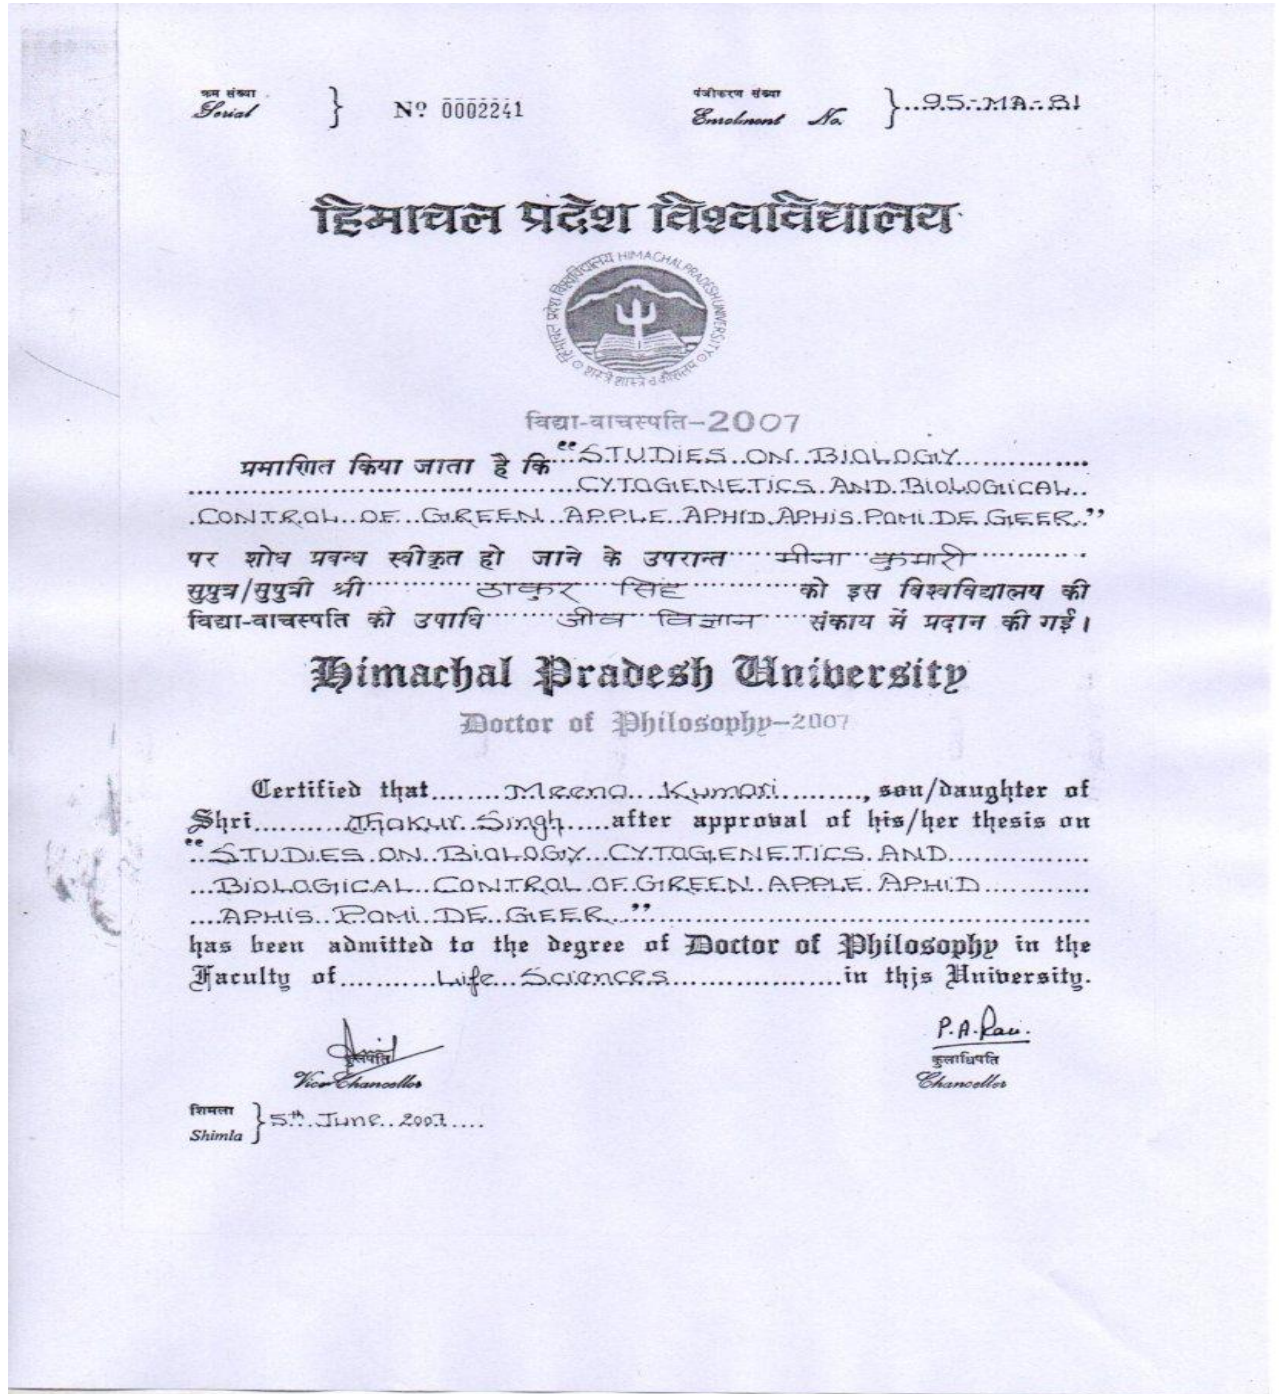 क्रम संख्या
Serial } Nº 0002241
पंजीकरण संख्या
Enrolment No. } 95-MA-81
हिमाचल प्रदेश विश्वविद्यालय
हिमाचल प्रदेश विश्वविद्यालय HIMACHAL PRADESH UNIVERSITY
विद्या-वाचस्पति-2007
प्रमाणित किया जाता है कि "STUDIES ON BIOLOGY
CYTOGENETICS AND BIOLOGICAL
CONTROL OF GREEN APPLE APHID APHIS POMI DE GEER"
पर शोध प्रबन्ध स्वीकृत हो जाने के उपरान्त मीना कुमारी
सुपुत्र/सुपुत्री श्री ठाकुर सिंह को इस विश्वविद्यालय की
विद्या-वाचस्पति की उपाधि जीव विज्ञान संकाय में प्रदान की गई।
Himachal Pradesh University
Doctor of Philosophy-2007
Certified that Meena Kumari, son/daughter of
Shri Thakur Singh after approval of his/her thesis on
"STUDIES ON BIOLOGY CYTOGENETICS AND
BIOLOGICAL CONTROL OF GREEN APPLE APHID
APHIS POMI DE GEER"
has been admitted to the degree of Doctor of Philosophy in the
Faculty of Life Sciences in this University.
कुलपति
Vice-Chancellor
P.A.
कुलाधिपति
Chancellor
शिमला
Shimla } 5th June 2007